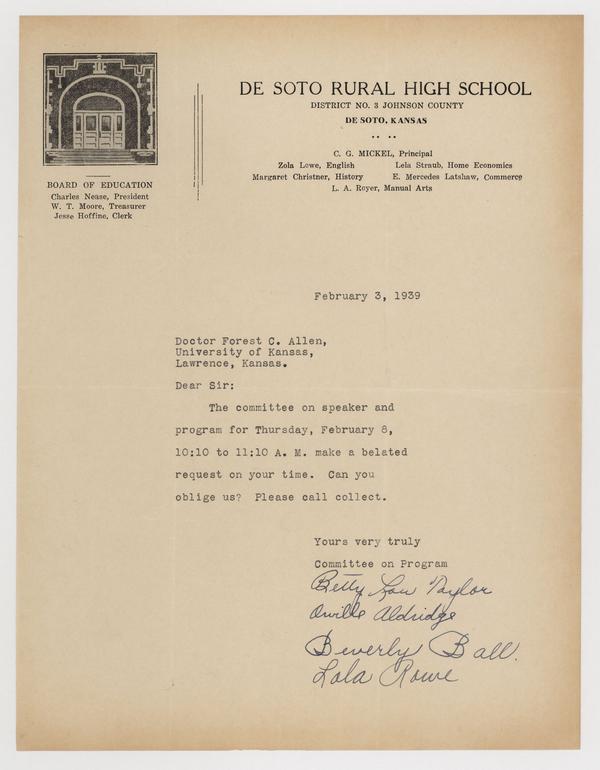 DE SOTO RURAL HIGH SCHOOL
DISTRICT NO. 3 JOHNSON COUNTY
DE SOTO, KANSAS
C. G. MICKEL, Principal
Zola Lowe, English Lela Straub, Home Economics
Margaret Christner, History E. Mercedes Latshaw, Commerce
L. A. Royer, Manual Arts
BOARD OF EDUCATION
Charles Nease, President
W. T. Moore, Treasurer
Jesse Hoffine, Clerk
February 3, 1939
Doctor Forest C. Allen,
University of Kansas,
Lawrence, Kansas.
Dear Sir:
The committee on speaker and
program for Thursday, February 8,
10:10 to 11:10 A. M. make a belated
request on your time. Can you
oblige us? Please call collect.
Yours very truly
Committee on Program
Betty Lou Taylor
Orville Aldridge
Beverly Ball.
Lola Rowe